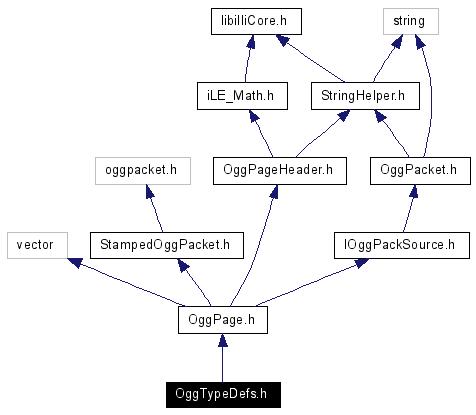 libilliCore.h
string
iLE_Math.h
StringHelper.h
oggpacket.h
OggPageHeader.h
OggPacket.h
vector
StampedOggPacket.h
IOggPackSource.h
OggPage.h
OggTypeDefs.h